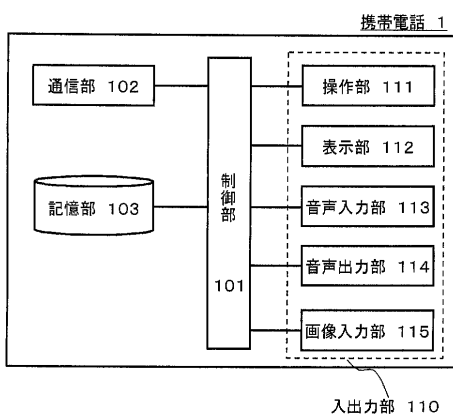 携帯電話 1
通信部 102
記憶部 103
制御部
101
操作部 111
表示部 112
音声入力部 113
音声出力部 114
画像入力部 115
入出力部 110